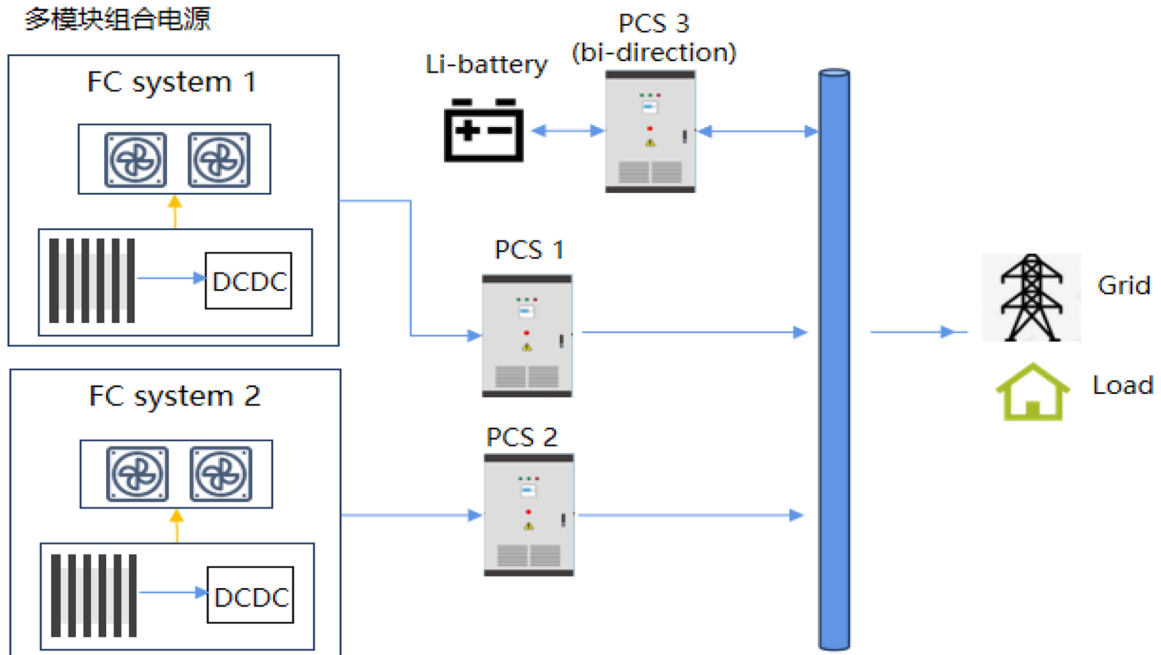 多模块组合电源
FC system 1
DCDC
FC system 2
DCDC
Li-battery
PCS 3
(bi-direction)
PCS 1
PCS 2
Grid
Load